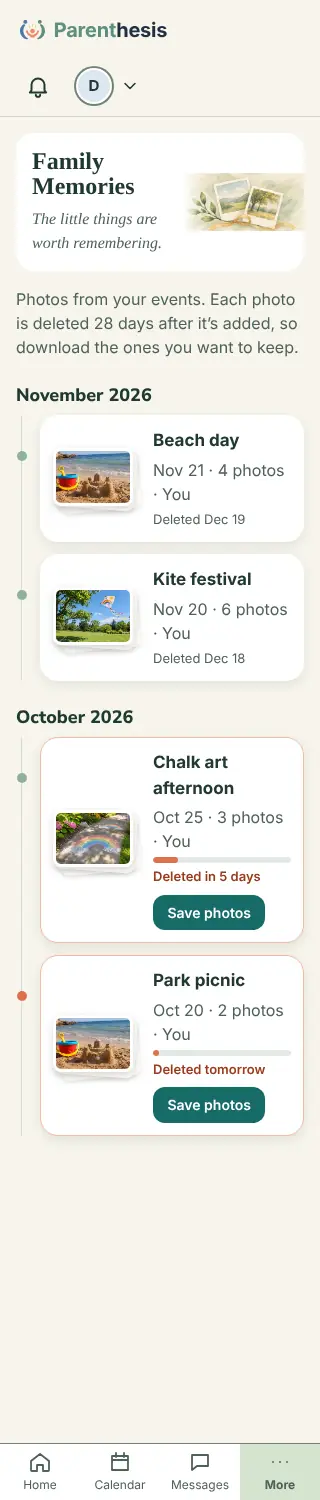 Parenthesis
D
Family
Memories
The little things are
worth remembering.
Photos from your events. Each photo
is deleted 28 days after it’s added, so
download the ones you want to keep.
November 2026
Beach day
Nov 21 · 4 photos
· You
Deleted Dec 19
Kite festival
Nov 20 · 6 photos
· You
Deleted Dec 18
October 2026
Chalk art
afternoon
Oct 25 · 3 photos
· You
Deleted in 5 days
Save photos
Park picnic
Oct 20 · 2 photos
· You
Deleted tomorrow
Save photos
Home
Calendar
Messages
More